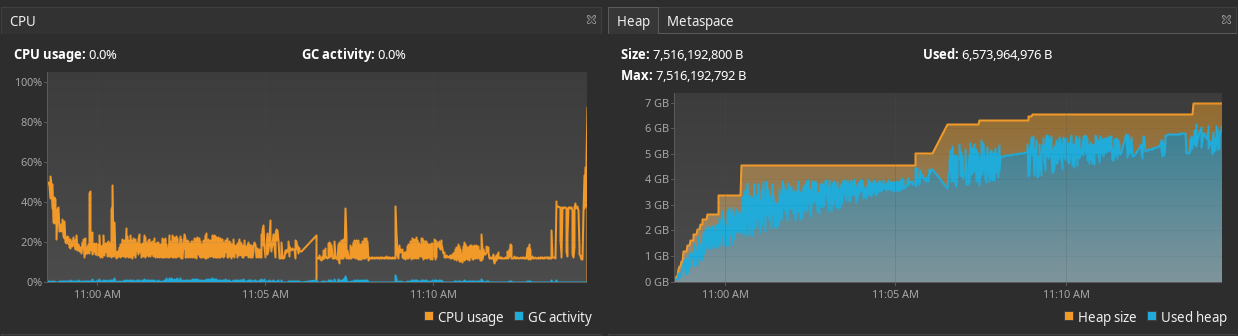 CPU
CPU usage: 0.0%
GC activity: 0.0%
100%
80%
60%
40%
20%
0%
11:00 AM
11:05 AM
11:10 AM
CPU usage
GC activity
Heap
Metaspace
Size: 7,516,192,800 B
Used: 6,573,964,976 B
Max: 7,516,192,792 B
7 GB
6 GB
5 GB
4 GB
3 GB
2 GB
1 GB
0 GB
11:00 AM
11:05 AM
11:10 AM
Heap size
Used heap